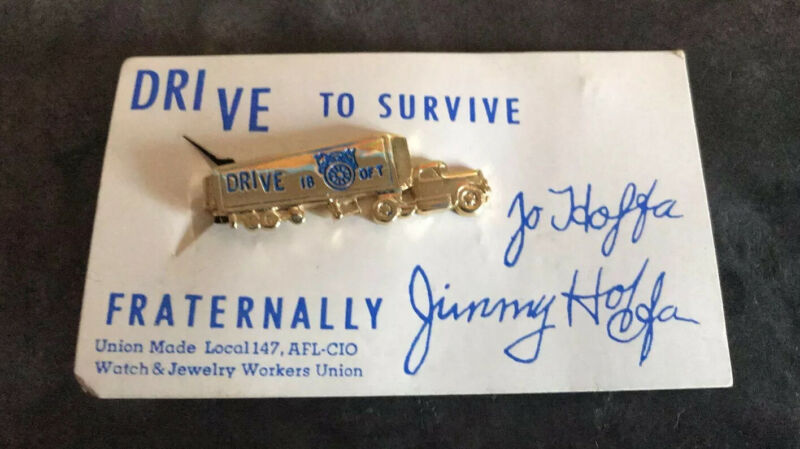 DRIVE TO SURVIVE
DRIVE IB OF T
Jo Hoffa
FRATERNALLY Jimmy Hoffa
Union Made Local 147, AFL-CIO
Watch & Jewelry Workers Union